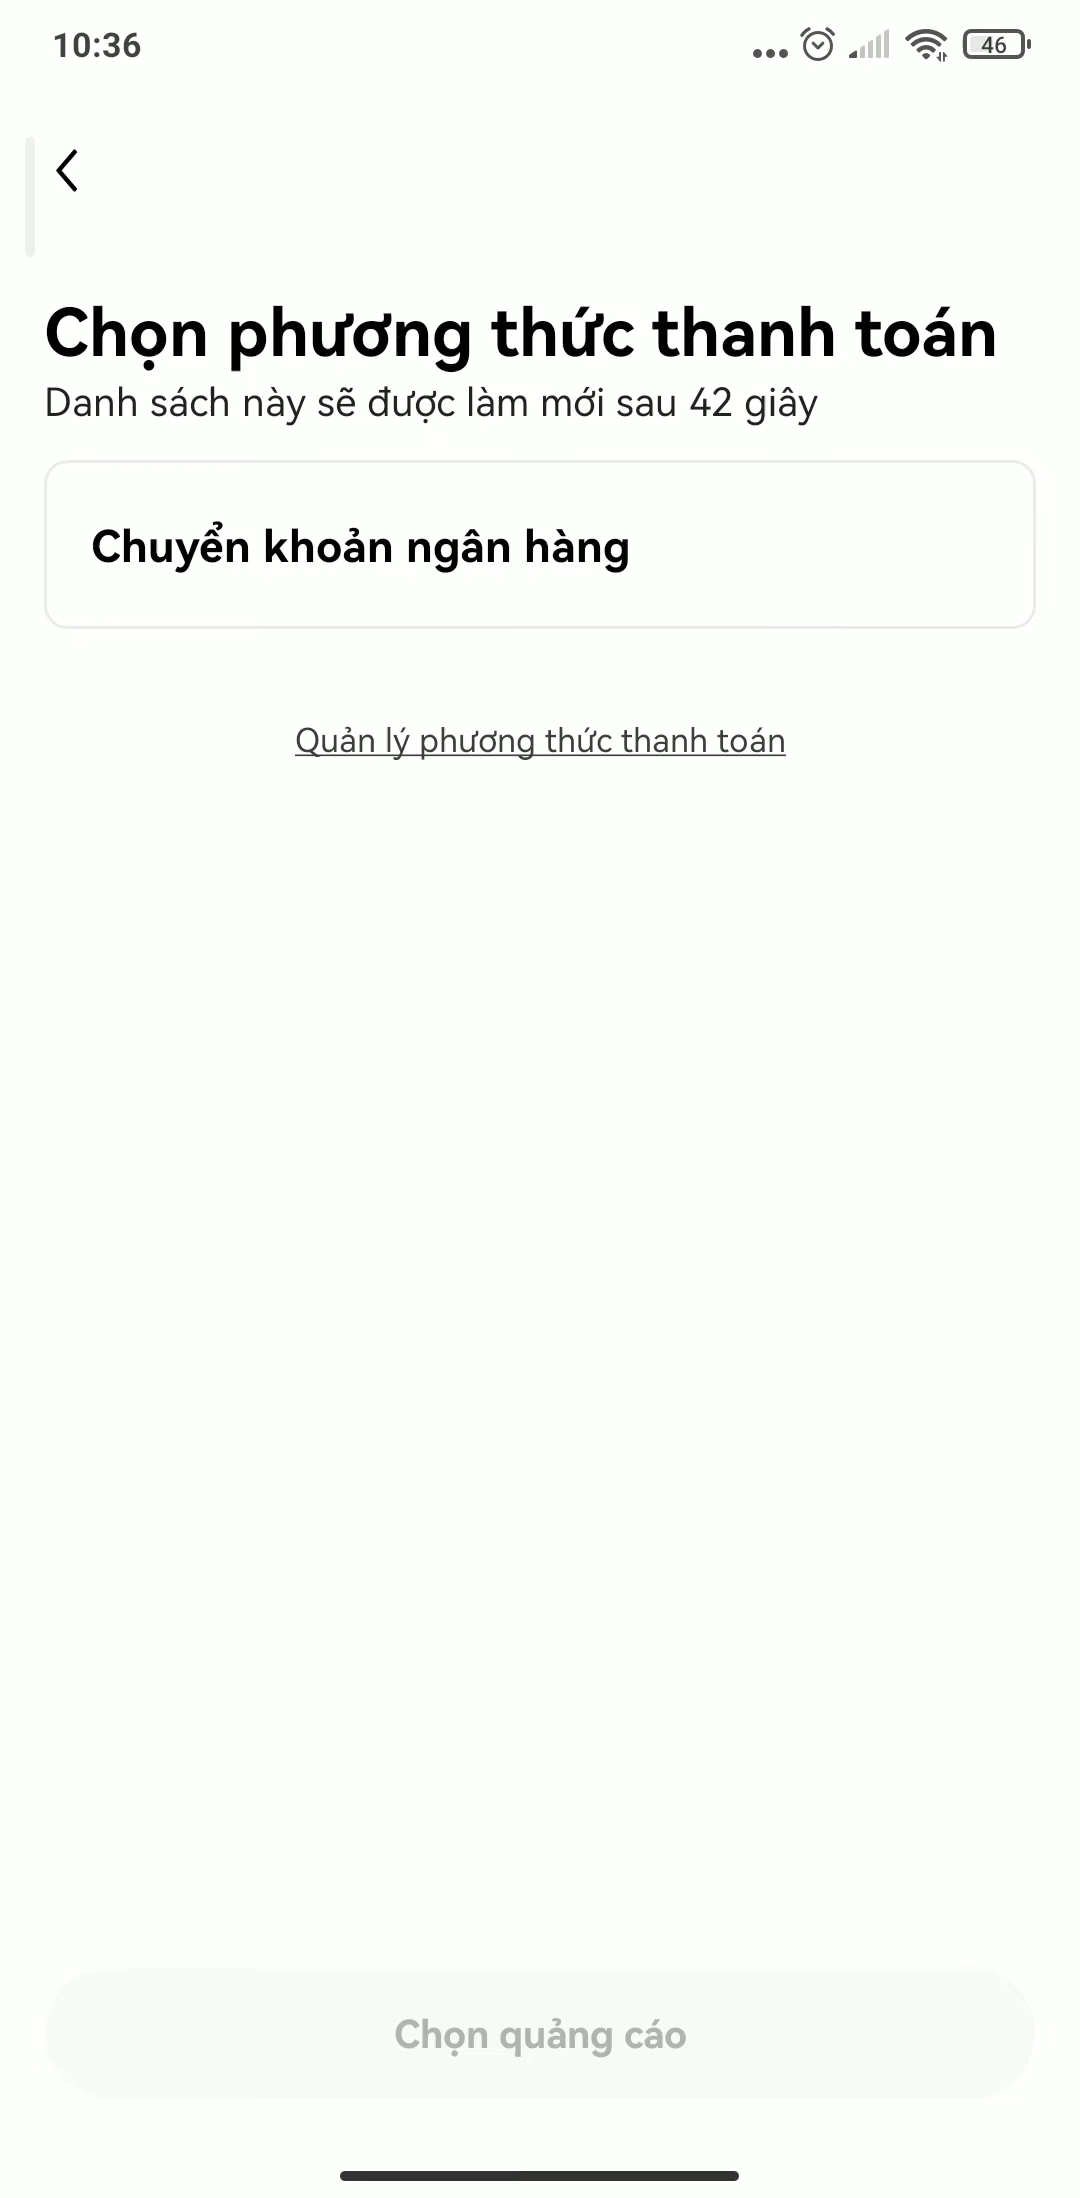 10:36
46
Chọn phương thức thanh toán
Danh sách này sẽ được làm mới sau 42 giây
Chuyển khoản ngân hàng
Quản lý phương thức thanh toán
Chọn quảng cáo